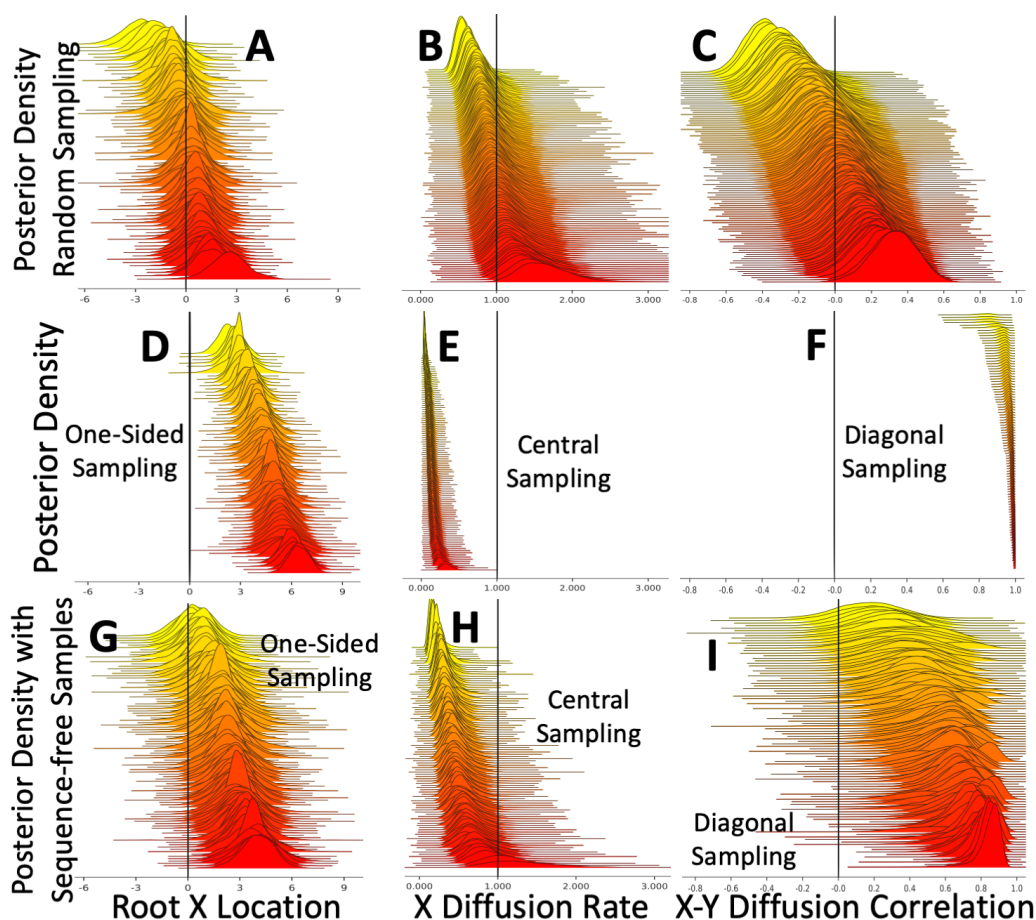 Posterior Density
Random Sampling
A
B
C
-6 -3 0 3 6 9
0.000 1.000 2.000 3.000
-0.8 -0.6 -0.4 -0.2 0 0.2 0.4 0.6 0.8 1
Posterior Density
D
One-Sided
Sampling
E
Central
Sampling
F
Diagonal
Sampling
-6 -3 0 3 6 9
0.000 1.000 2.000 3.000
-0.8 -0.6 -0.4 -0.2 0 0.2 0.4 0.6 0.8 1
Posterior Density with
Sequence-free Samples
G
One-Sided
Sampling
H
Central
Sampling
I
Diagonal
Sampling
-6 -3 0 3 6 9
0.000 1.000 2.000 3.000
-0.8 -0.6 -0.4 -0.2 0 0.2 0.4 0.6 0.8 1
Root X Location
X Diffusion Rate
X-Y Diffusion Correlation